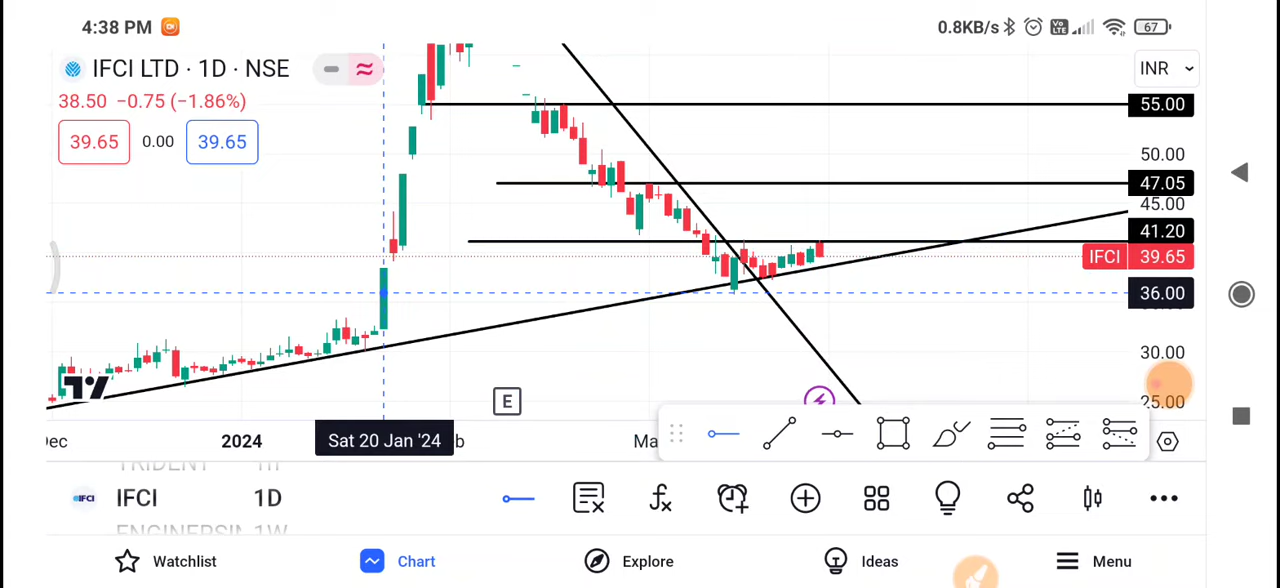 4:38 PM
0.8KB/s
Vo LTE
67
IFCI LTD · 1D · NSE
INR
38.50 −0.75 (−1.86%)
39.65 0.00 39.65
55.00
50.00
47.05
45.00
41.20
IFCI 39.65
36.00
30.00
25.00
E
Dec 2024 Sat 20 Jan '24
TRIDENT
IFCI 1D
ENGINERSIN 1W
Watchlist Chart Explore Ideas Menu